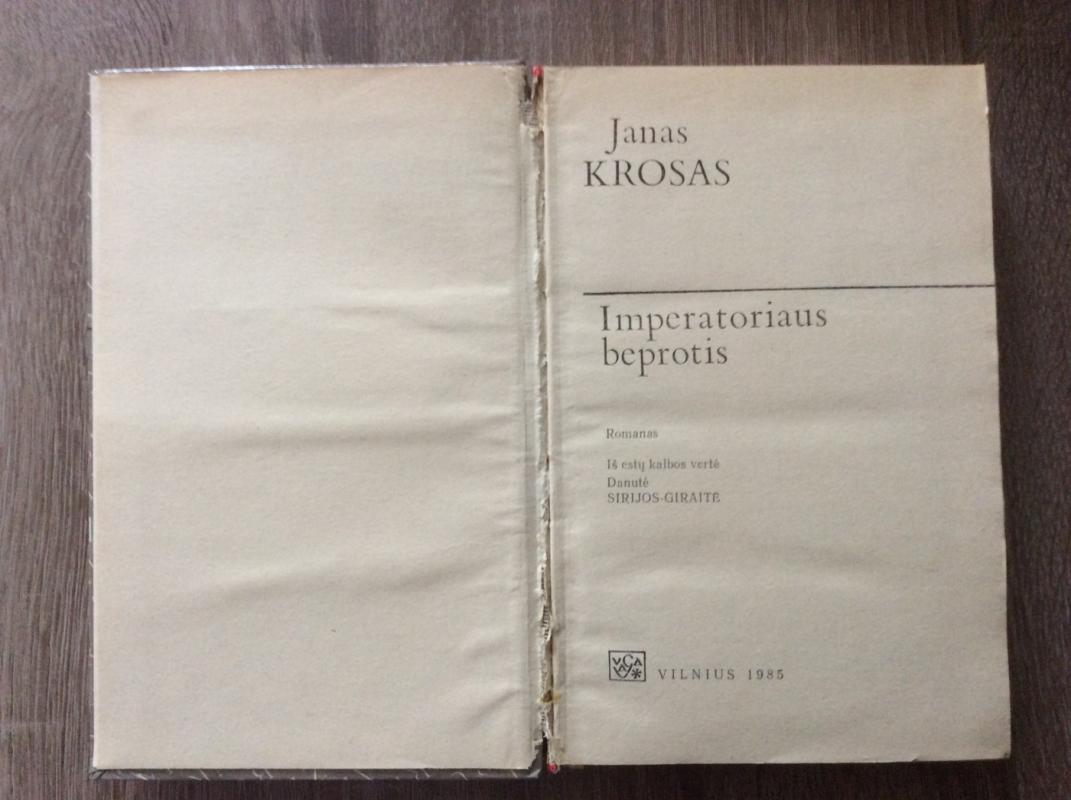 Janas
KROSAS
Imperatoriaus
beprotis
Romanas
Iš estų kalbos vertė
Danutė
SIRIJOS-GIRAITĖ
VILNIUS 1985